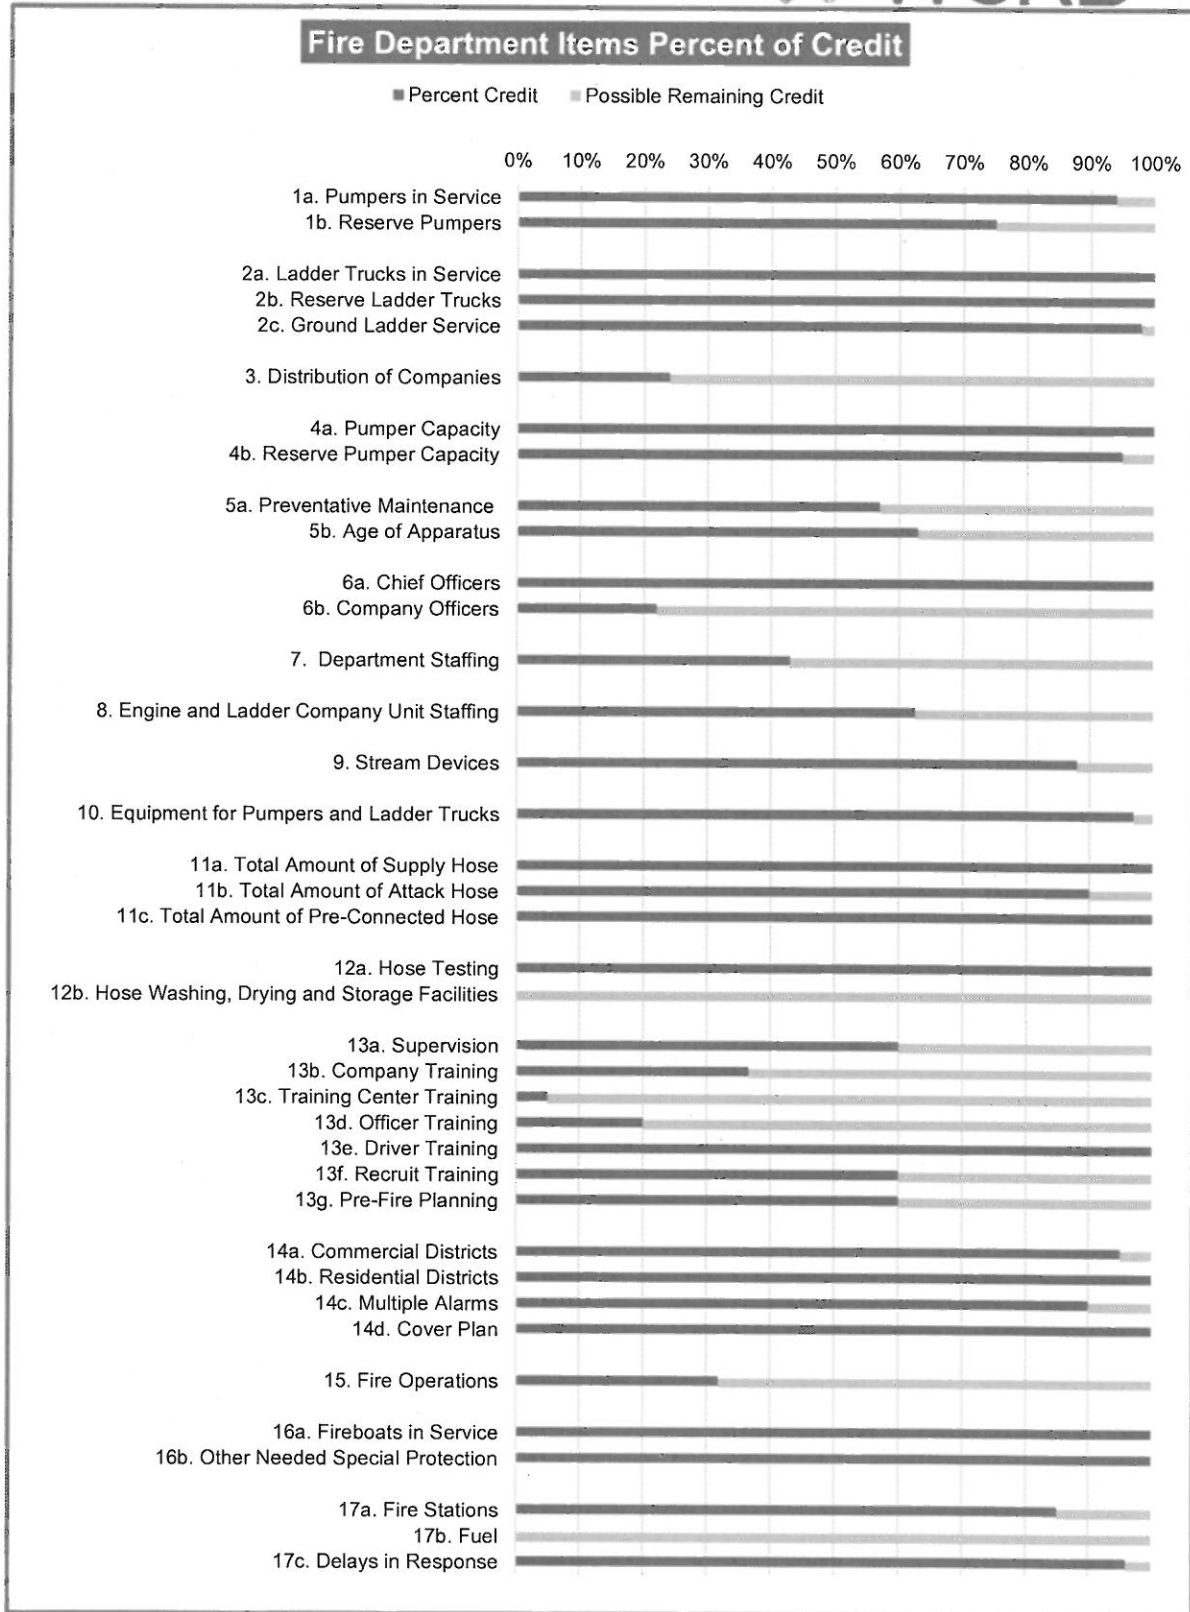 Fire Department Items Percent of Credit
Percent Credit Possible Remaining Credit
0% 10% 20% 30% 40% 50% 60% 70% 80% 90% 100%
1a. Pumpers in Service
1b. Reserve Pumpers
2a. Ladder Trucks in Service
2b. Reserve Ladder Trucks
2c. Ground Ladder Service
3. Distribution of Companies
4a. Pumper Capacity
4b. Reserve Pumper Capacity
5a. Preventative Maintenance
5b. Age of Apparatus
6a. Chief Officers
6b. Company Officers
7. Department Staffing
8. Engine and Ladder Company Unit Staffing
9. Stream Devices
10. Equipment for Pumpers and Ladder Trucks
11a. Total Amount of Supply Hose
11b. Total Amount of Attack Hose
11c. Total Amount of Pre-Connected Hose
12a. Hose Testing
12b. Hose Washing, Drying and Storage Facilities
13a. Supervision
13b. Company Training
13c. Training Center Training
13d. Officer Training
13e. Driver Training
13f. Recruit Training
13g. Pre-Fire Planning
14a. Commercial Districts
14b. Residential Districts
14c. Multiple Alarms
14d. Cover Plan
15. Fire Operations
16a. Fireboats in Service
16b. Other Needed Special Protection
17a. Fire Stations
17b. Fuel
17c. Delays in Response